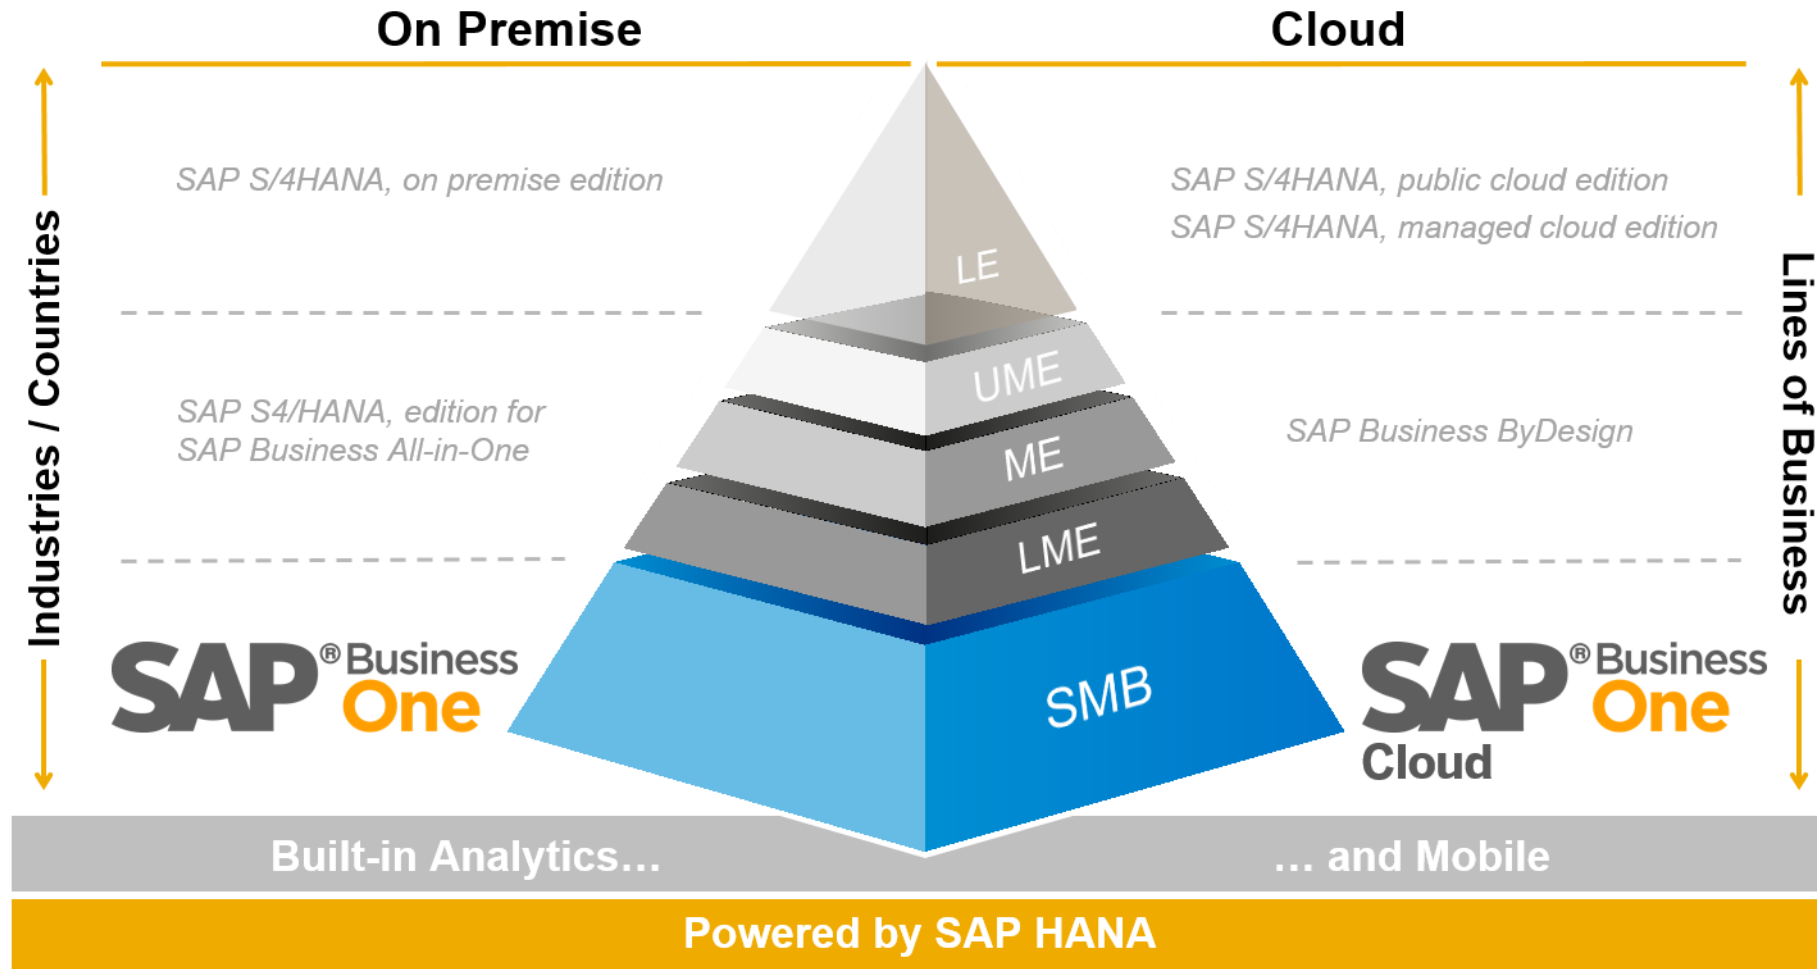 On Premise
Cloud
SAP S/4HANA, on premise edition
SAP S/4HANA, public cloud edition
SAP S/4HANA, managed cloud edition
LE
UME
SAP S4/HANA, edition for
SAP Business All-in-One
SAP Business ByDesign
ME
LME
Industries / Countries
Lines of Business
SAP® Business
One
SMB
SAP® Business
One
Cloud
Built-in Analytics…
… and Mobile
Powered by SAP HANA